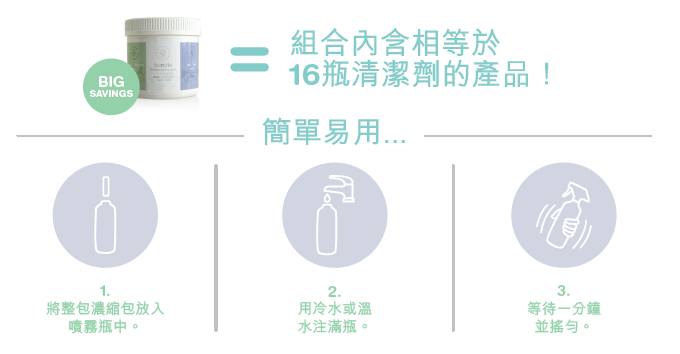 組合內含相等於
16瓶清潔劑的產品！
BIG
SAVINGS
簡單易用...
1.
將整包濃縮包放入
噴霧瓶中。
2.
用冷水或溫
水注滿瓶。
3.
等待一分鐘
並搖勻。